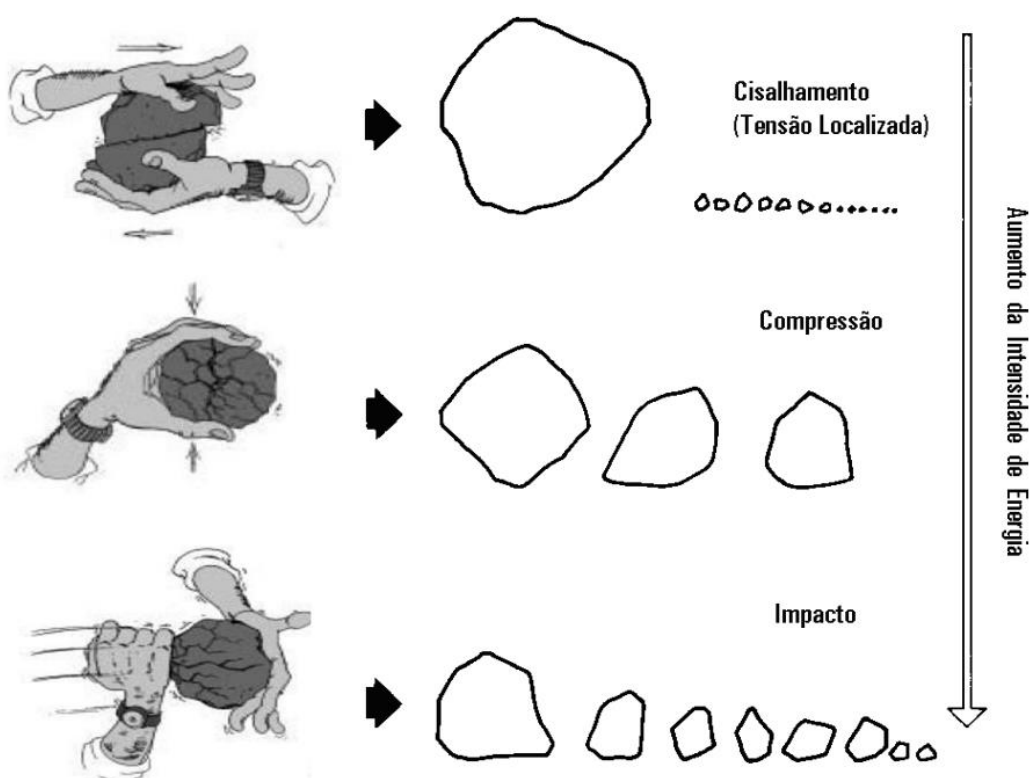 Cisalhamento
(Tensão Localizada)
Compressão
Impacto
Aumento da Intensidade de Energia